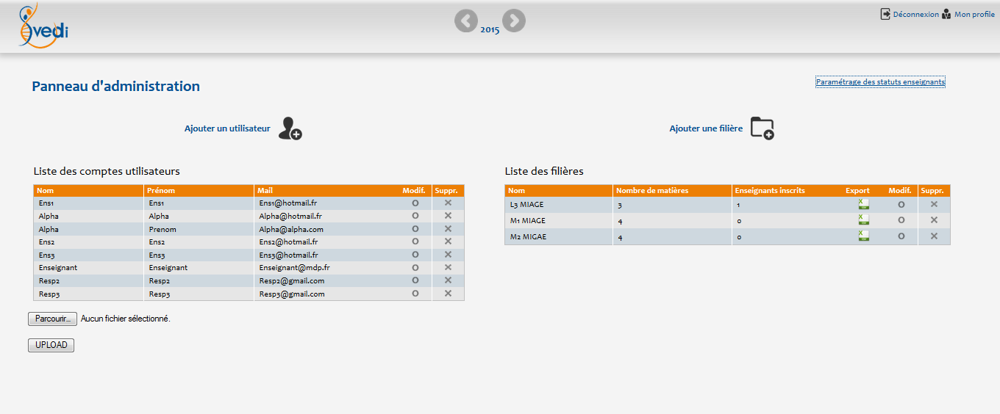 vedi
2015
Déconnexion Mon profile
Panneau d'administration
Paramétrage des statuts enseignants
Ajouter un utilisateur
Ajouter une filière
Liste des comptes utilisateurs
Nom Prénom Mail Modif. Suppr.
Ens1 Ens1 Ens1@hotmail.fr O
Alpha Alpha Alpha@hotmail.fr O
Alpha Prenom Alpha@alpha.com O
Ens2 Ens2 Ens2@hotmail.fr O
Ens3 Ens3 Ens3@hotmail.fr O
Enseignant Enseignant Enseignant@mdp.fr O
Resp2 Resp2 Resp2@gmail.com O
Resp3 Resp3 Resp3@gmail.com O
Parcourir... Aucun fichier sélectionné.
UPLOAD
Liste des filières
Nom Nombre de matières Enseignants inscrits Export Modif. Suppr.
L3 MIAGE 3 1 O
M1 MIAGE 4 0 O
M2 MIGAE 4 0 O